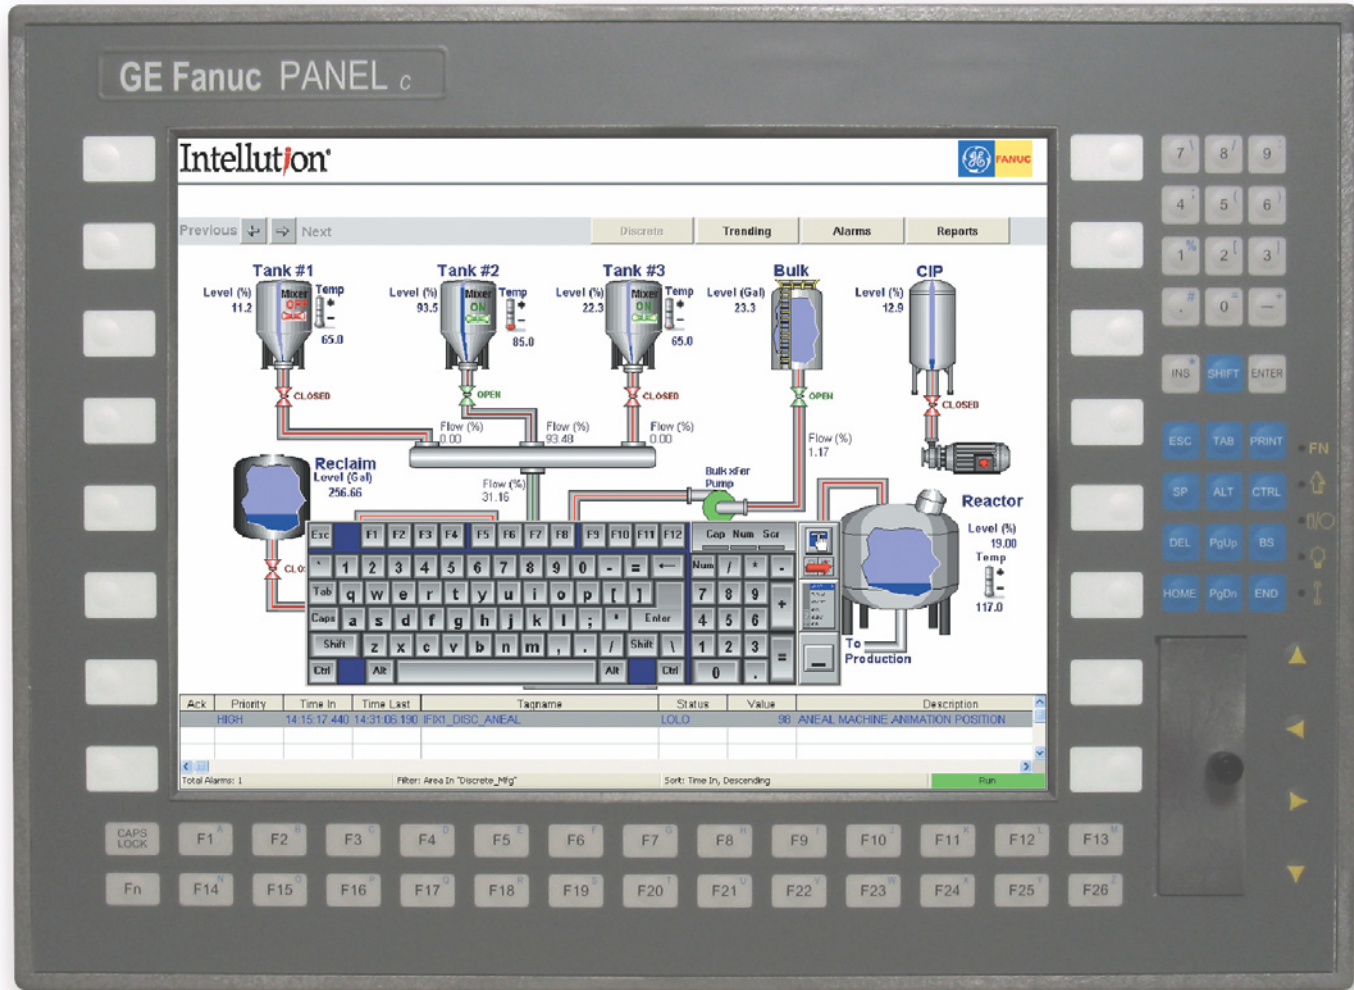 GE Fanuc PANEL c
Intellution
FANUC
Previous Next Discrete Trending Alarms Reports
Tank #1 Tank #2 Tank #3 Bulk CIP
Level (%) 11.2 Mixer OFF Temp 65.0
Level (%) 93.5 Mixer ON Temp 85.0
Level (%) 22.3 Mixer ON Temp 65.0
Level (Gal) 23.3
Level (%) 12.9
CLOSED OPEN CLOSED OPEN CLOSED
Flow (%) 0.00
Flow (%) 93.48
Flow (%) 0.00
Flow (%) 1.17
Reclaim
Level (Gal)
256.66
Flow (%)
31.16
Bulk xfer
Pump
Reactor
Level (%)
19.00
Temp
117.0
CLO
To
Production
Esc F1 F2 F3 F4 F5 F6 F7 F8 F9 F10 F11 F12 Cap Num Scr
` 1 2 3 4 5 6 7 8 9 0 - = Num / * -
Tab q w e r t y u i o p [ ] 7 8 9 +
Caps a s d f g h j k l ; ' Enter 4 5 6
Shift z x c v b n m , . / Shift \ 1 2 3 =
Ctrl Alt Alt Ctrl 0 .
Ack Priority Time In Time Last Tagname Status Value Description
HIGH 14:15:17.440 14:31:06.190 IFIX1_DISC_ANEAL LOLO 98 ANEAL MACHINE ANIMATION POSITION
Total Alarms: 1 Filter: Area In "Discrete_Mfg" Sort: Time In, Descending Run
7 \ 8 / 9 :
4 ; 5 ( 6 )
1 % 2 [ 3 ]
. # 0 = — +
INS * SHIFT ENTER
ESC TAB PRINT FN
SP ALT CTRL
DEL PgUp BS
HOME PgDn END
CAPS LOCK F1 A F2 B F3 C F4 D F5 E F6 F F7 G F8 H F9 I F10 J F11 K F12 L F13 M
Fn F14 N F15 O F16 P F17 Q F18 R F19 S F20 T F21 U F22 V F23 W F24 X F25 Y F26 Z